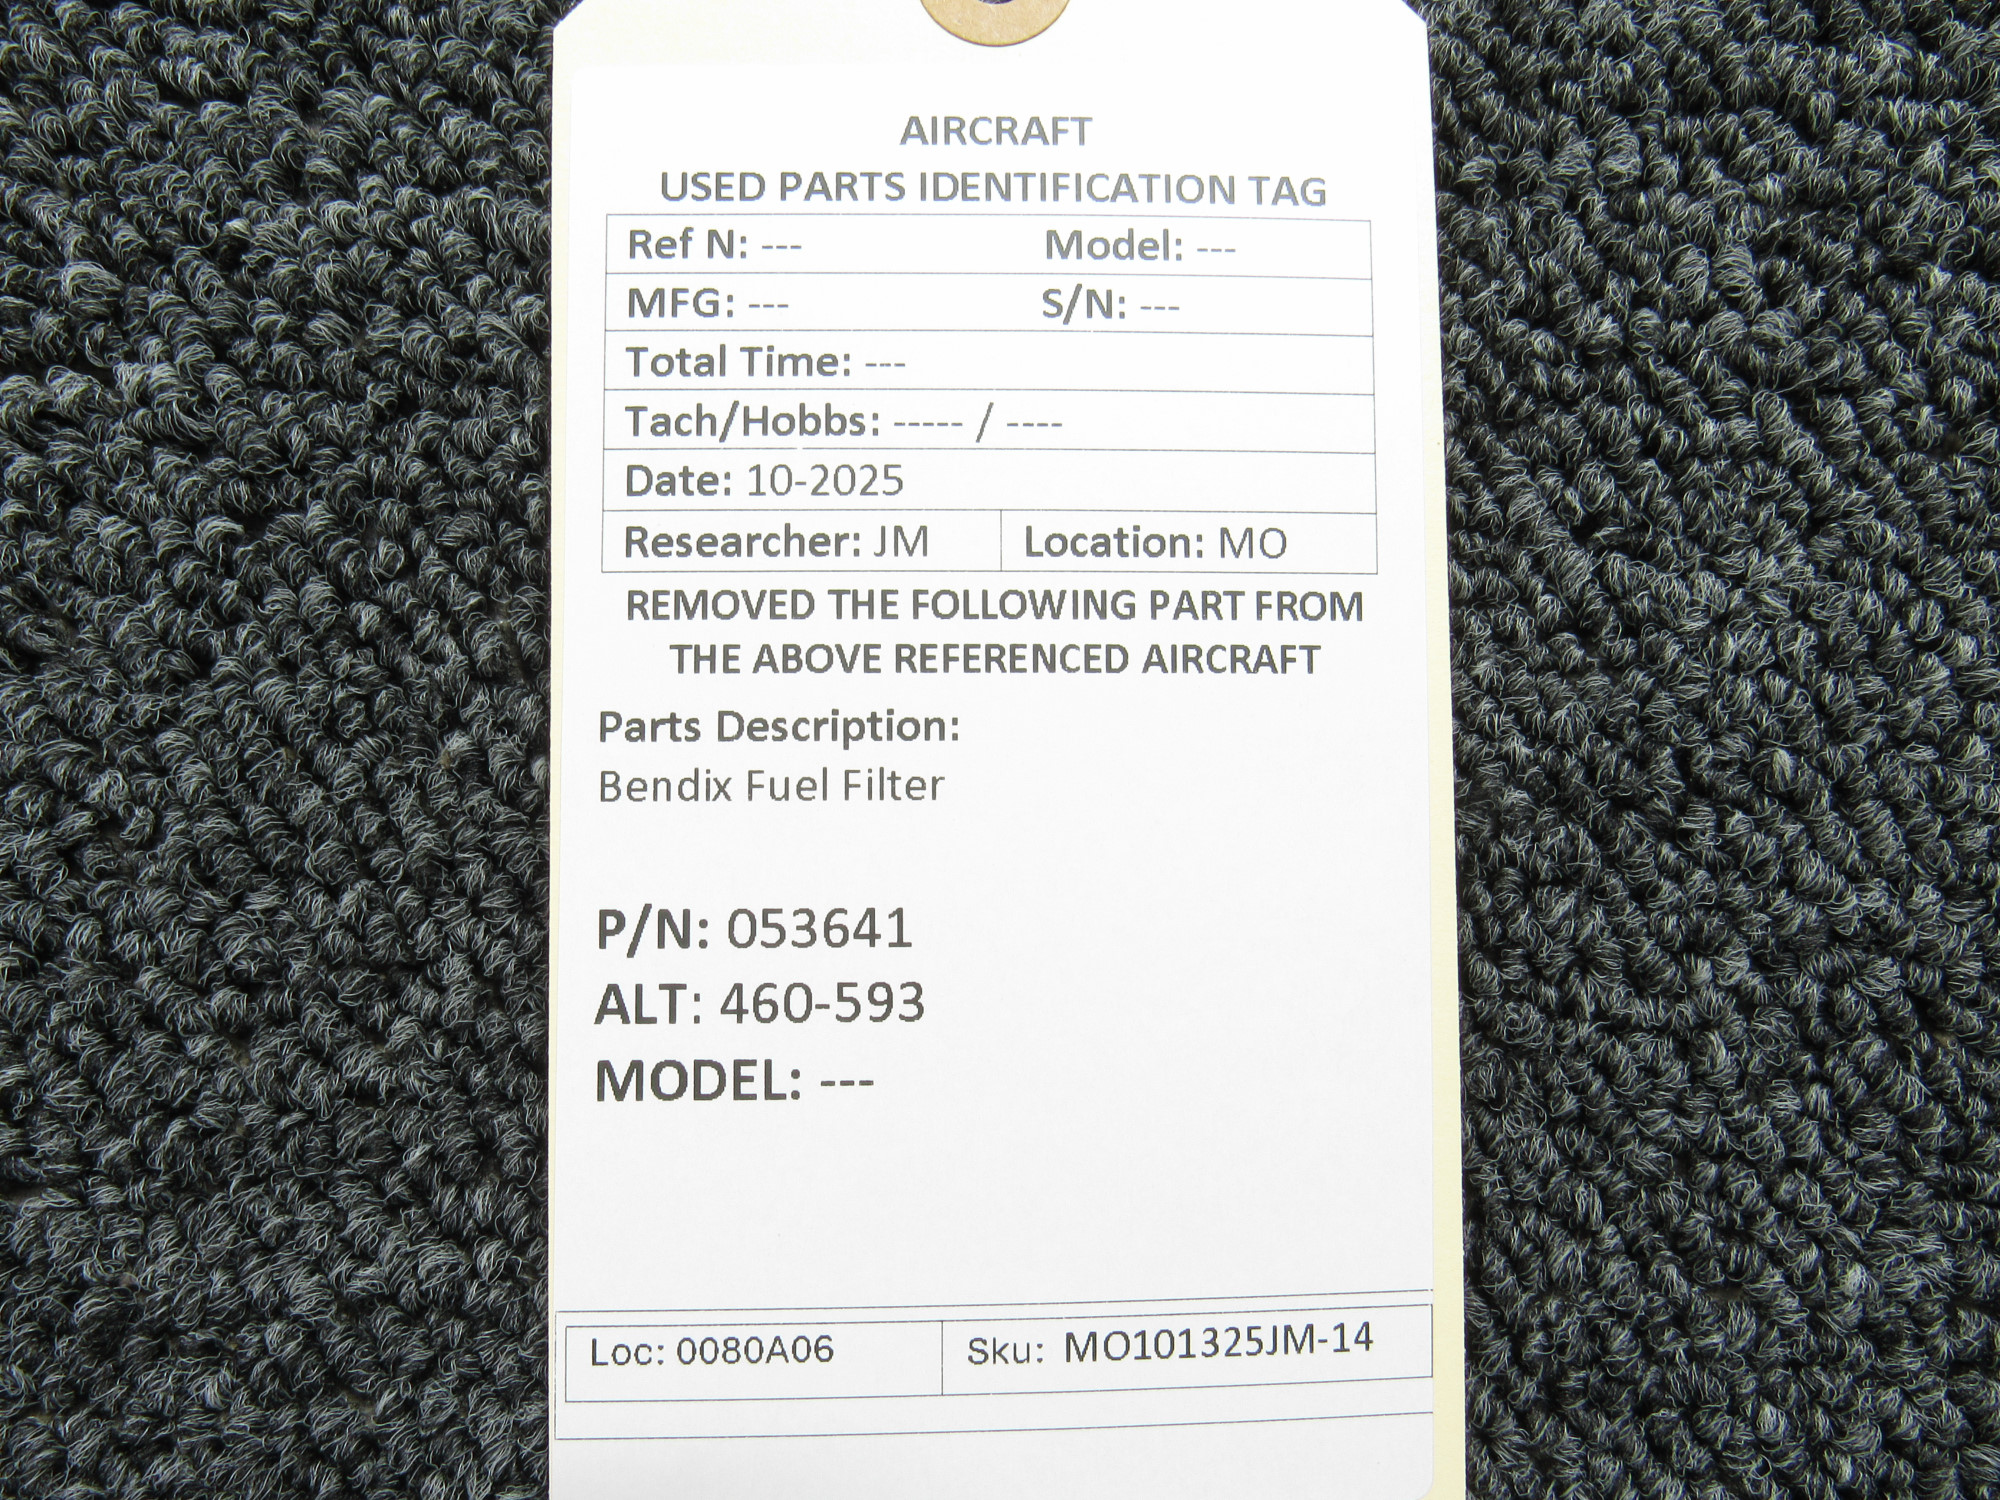 AIRCRAFT
USED PARTS IDENTIFICATION TAG
Ref N: --- Model: ---
MFG: --- S/N: ---
Total Time: ---
Tach/Hobbs: ----- / ----
Date: 10-2025
Researcher: JM Location: MO
REMOVED THE FOLLOWING PART FROM
THE ABOVE REFERENCED AIRCRAFT
Parts Description:
Bendix Fuel Filter
P/N: 053641
ALT: 460-593
MODEL: ---
Loc: 0080A06 Sku: MO101325JM-14